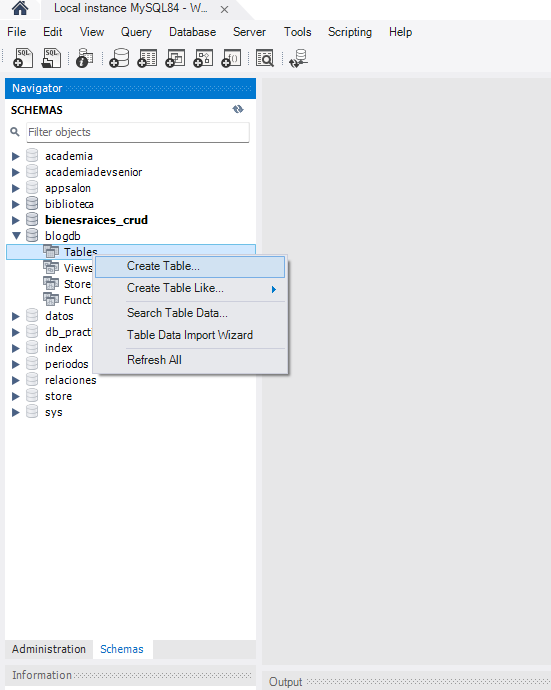 Local instance MySQL84 - W...
File Edit View Query Database Server Tools Scripting Help
SQL SQL
Navigator
SCHEMAS
Filter objects
academia
academiadevsenior
appsalon
biblioteca
bienesraices_crud
blogdb
Tables
Views
Store
Funct
datos
db_pract
index
periodos
relaciones
store
sys
Create Table...
Create Table Like...
Search Table Data...
Table Data Import Wizard
Refresh All
Administration Schemas
Information
Output